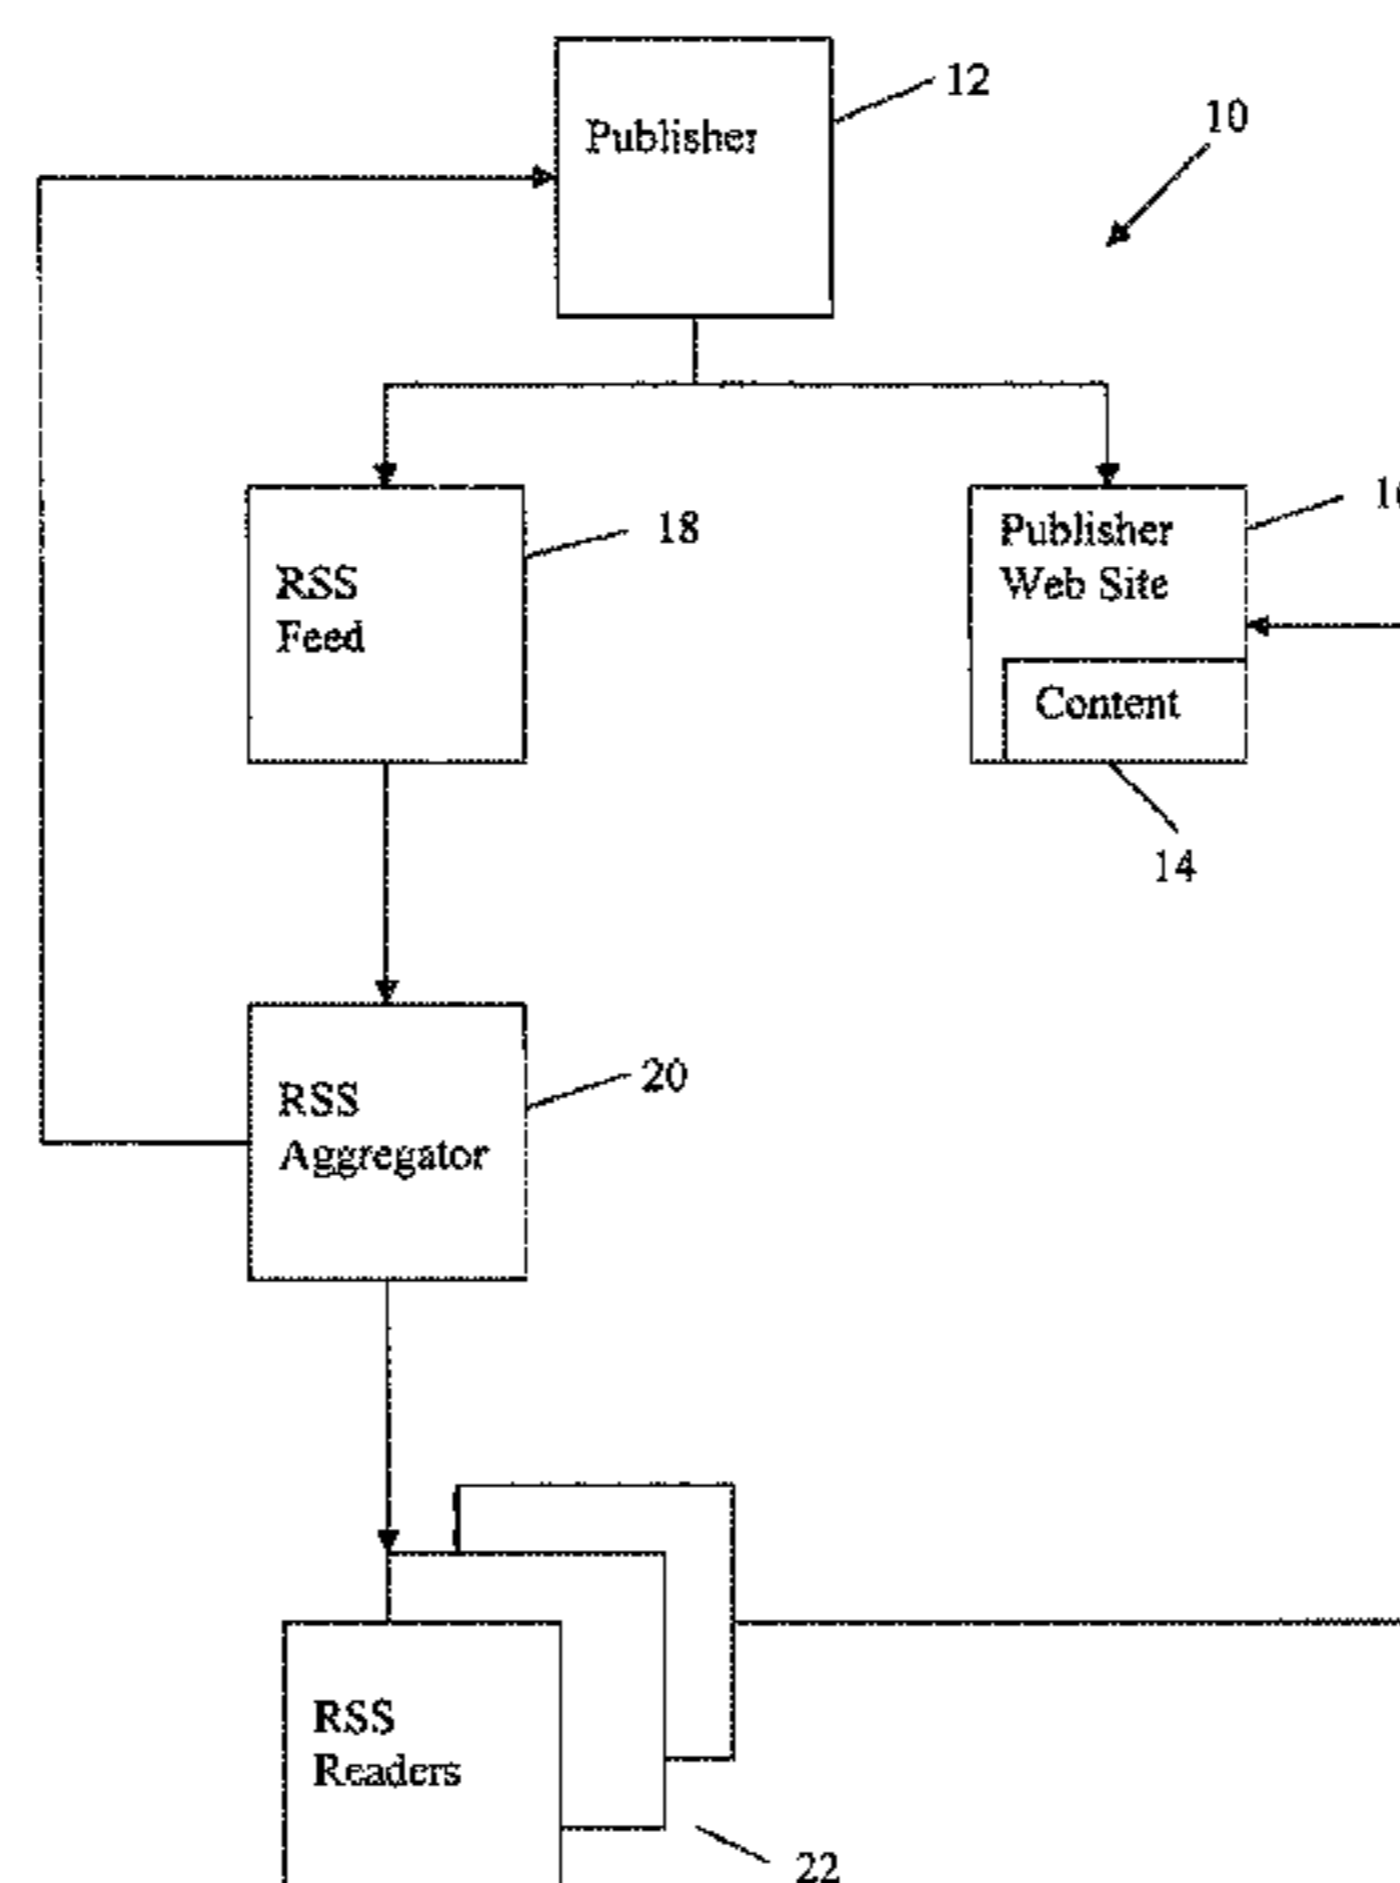 12
10
Publisher
18
RSS
Feed
Publisher
Web Site
Content
14
20
RSS
Aggregator
RSS
Readers
22